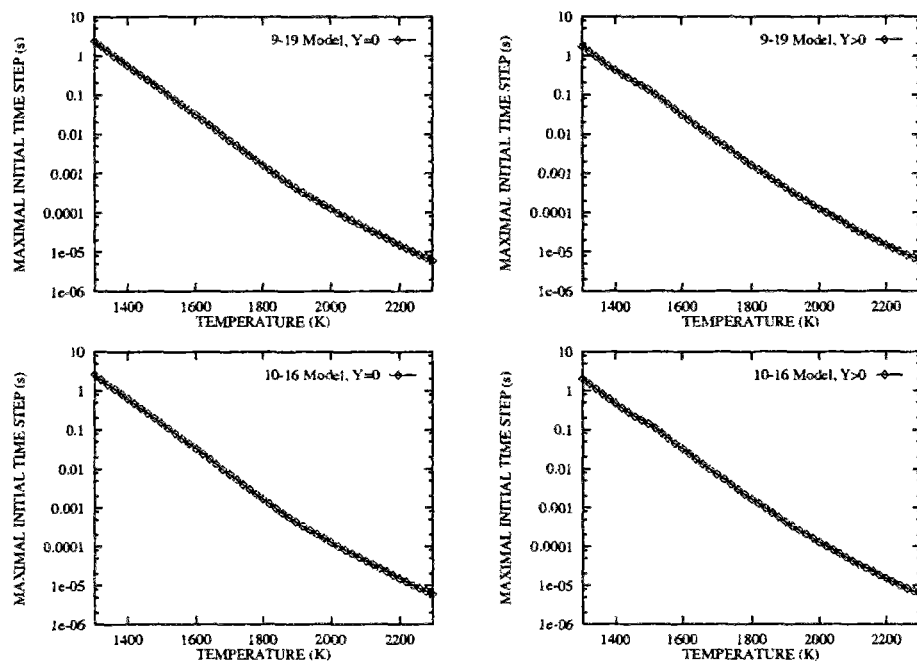 MAXIMAL INITIAL TIME STEP (s)
10
1
0.1
0.01
0.001
0.0001
1e-05
1e-06
9-19 Model, Y=0
1400 1600 1800 2000 2200
TEMPERATURE (K)
MAXIMAL INITIAL TIME STEP (s)
10
1
0.1
0.01
0.001
0.0001
1e-05
1e-06
9-19 Model, Y>0
1400 1600 1800 2000 2200
TEMPERATURE (K)
MAXIMAL INITIAL TIME STEP (s)
10
1
0.1
0.01
0.001
0.0001
1e-05
1e-06
10-16 Model, Y=0
1400 1600 1800 2000 2200
TEMPERATURE (K)
MAXIMAL INITIAL TIME STEP (s)
10
1
0.1
0.01
0.001
0.0001
1e-05
1e-06
10-16 Model, Y>0
1400 1600 1800 2000 2200
TEMPERATURE (K)